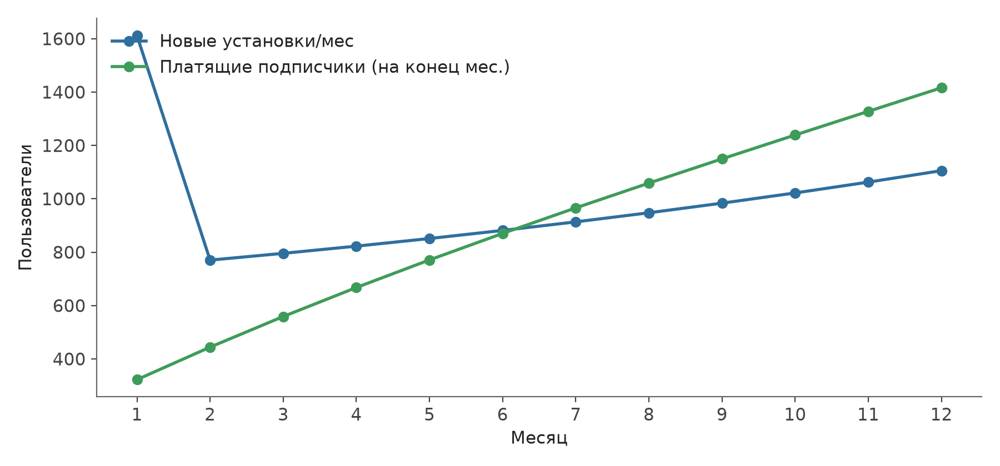 Новые установки/мес
Платящие подписчики (на конец мес.)
Пользователи
1600
1400
1200
1000
800
600
400
1 2 3 4 5 6 7 8 9 10 11 12
Месяц